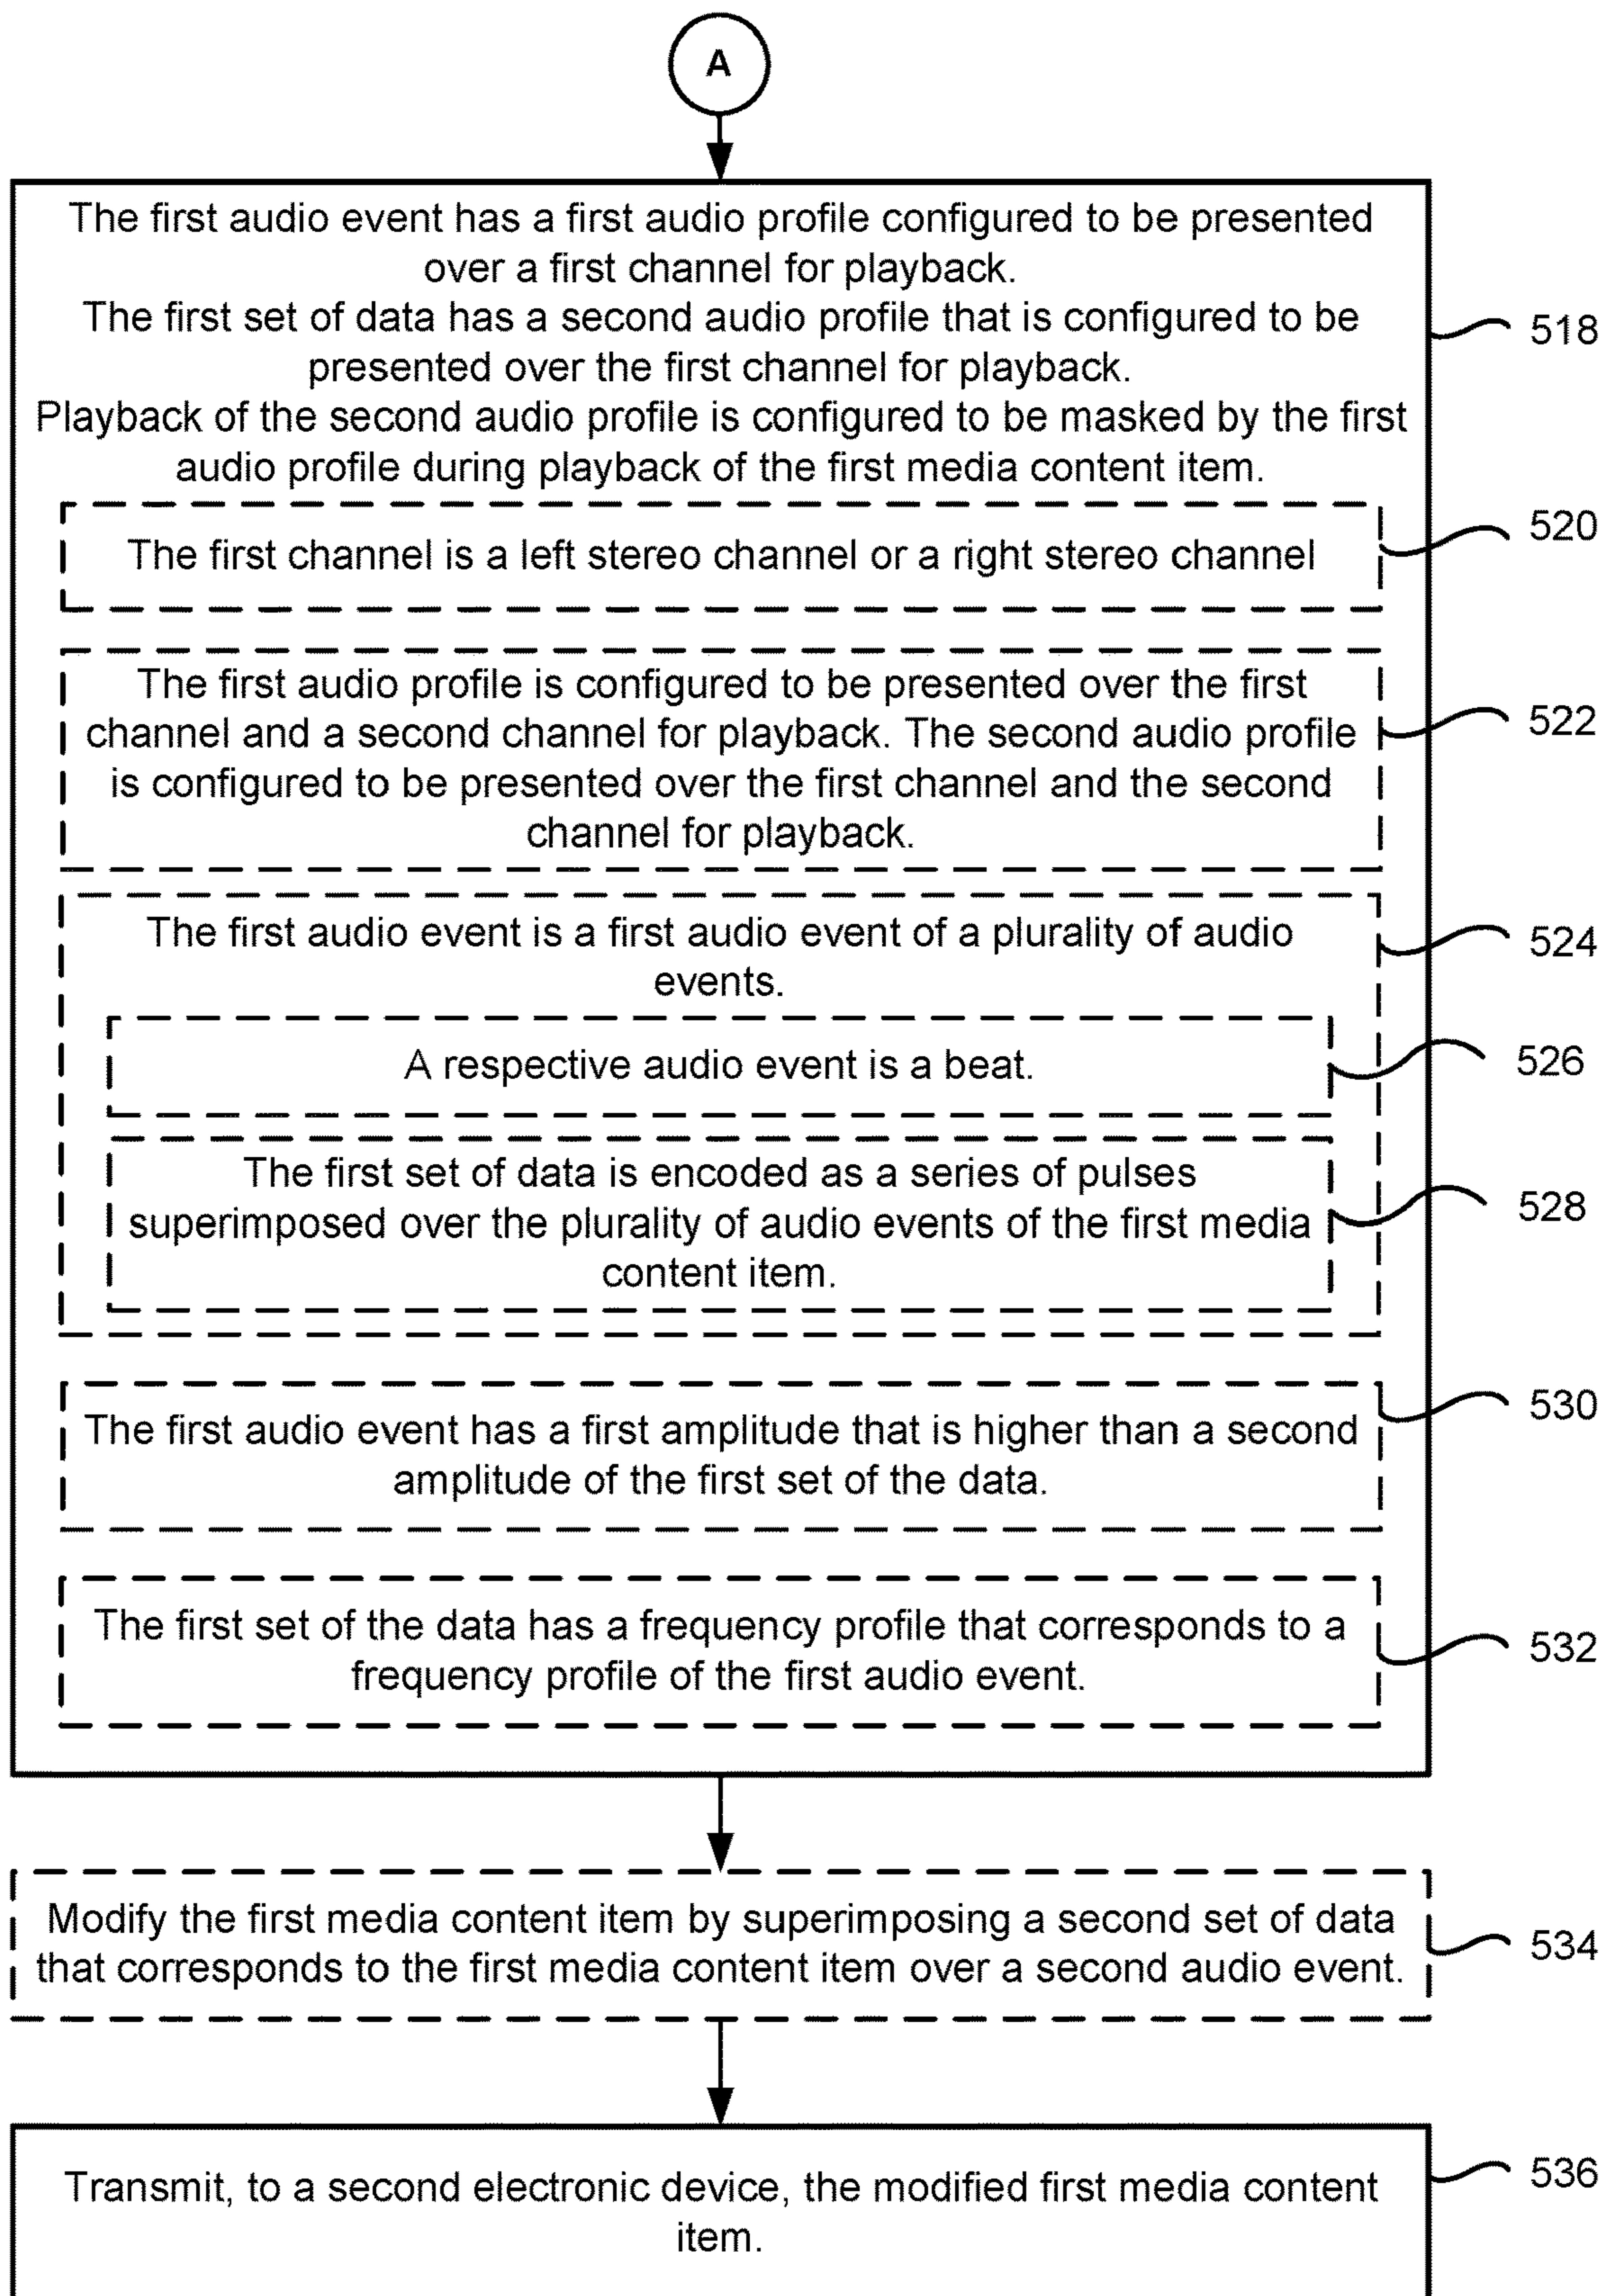 A
The first audio event has a first audio profile configured to be presented
over a first channel for playback.
The first set of data has a second audio profile that is configured to be
presented over the first channel for playback.
Playback of the second audio profile is configured to be masked by the first
audio profile during playback of the first media content item.
518
The first channel is a left stereo channel or a right stereo channel
520
The first audio profile is configured to be presented over the first
channel and a second channel for playback. The second audio profile
is configured to be presented over the first channel and the second
channel for playback.
522
The first audio event is a first audio event of a plurality of audio
events.
524
A respective audio event is a beat.
526
The first set of data is encoded as a series of pulses
superimposed over the plurality of audio events of the first media
content item.
528
The first audio event has a first amplitude that is higher than a second
amplitude of the first set of the data.
530
The first set of the data has a frequency profile that corresponds to a
frequency profile of the first audio event.
532
Modify the first media content item by superimposing a second set of data
that corresponds to the first media content item over a second audio event.
534
Transmit, to a second electronic device, the modified first media content
item.
536